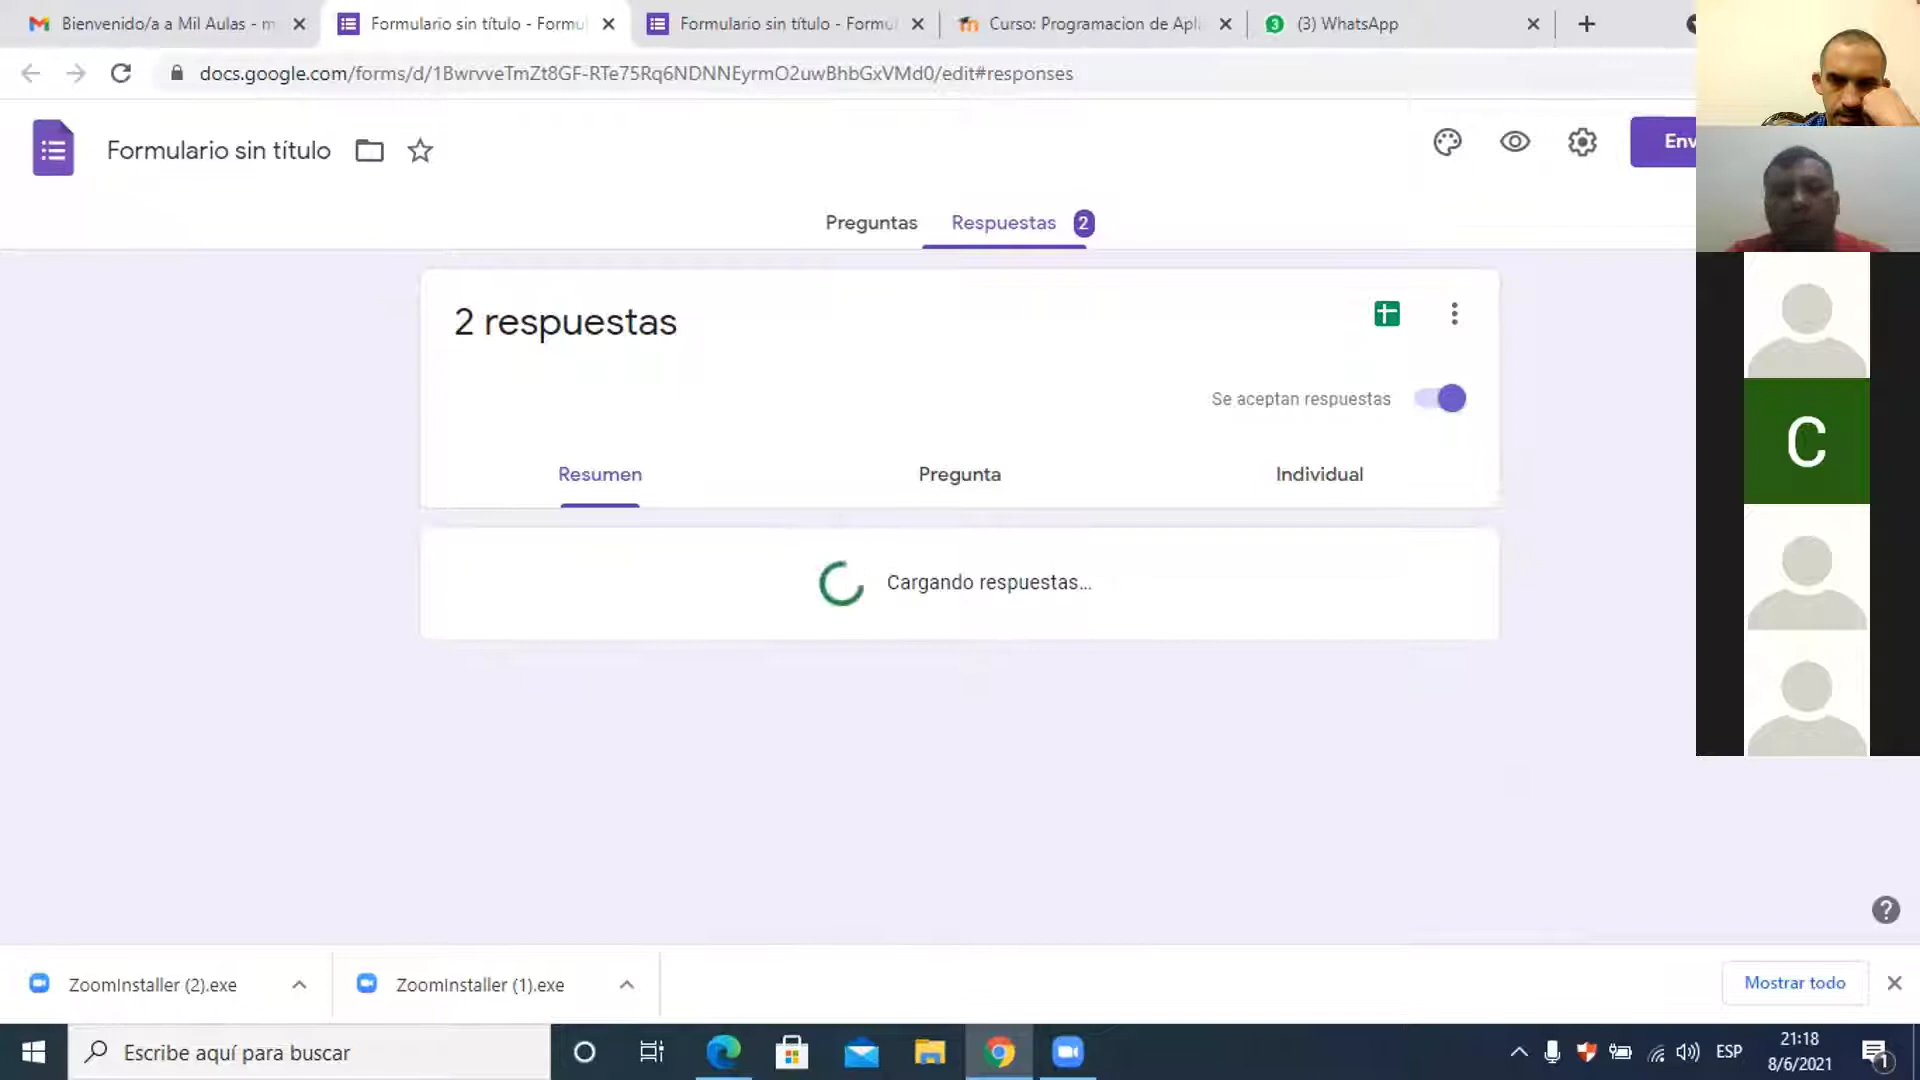 Bienvenido/a a Mil Aulas - m
Formulario sin título - Formu
Formulario sin título - Formu
Curso: Programacion de Apli
3
(3) WhatsApp
docs.google.com/forms/d/1BwrvveTmZt8GF-RTe75Rq6NDNNEyrmO2uwBhbGxVMd0/edit#responses
Formulario sin título
Env
Preguntas
Respuestas
2
2 respuestas
Se aceptan respuestas
Resumen
Pregunta
Individual
Cargando respuestas...
C
ZoomInstaller (2).exe
ZoomInstaller (1).exe
Mostrar todo
Escribe aquí para buscar
ESP
21:18
8/6/2021
1